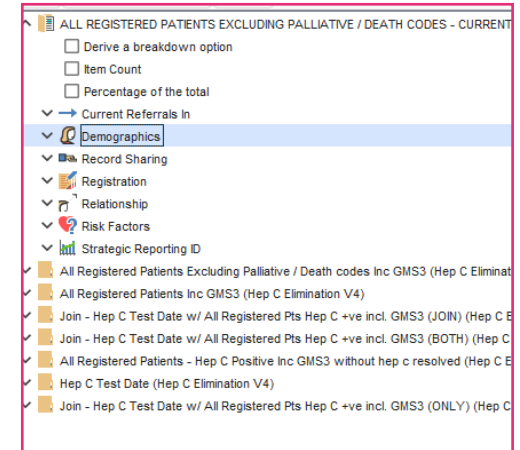 ALL REGISTERED PATIENTS EXCLUDING PALLIATIVE / DEATH CODES - CURRENT
Derive a breakdown option
Item Count
Percentage of the total
Current Referrals In
Demographics
Record Sharing
Registration
Relationship
Risk Factors
Strategic Reporting ID
All Registered Patients Excluding Palliative / Death codes Inc GMS3 (Hep C Eliminat
All Registered Patients Inc GMS3 (Hep C Elimination V4)
Join - Hep C Test Date w/ All Registered Pts Hep C +ve incl. GMS3 (JOIN) (Hep C E
Join - Hep C Test Date w/ All Registered Pts Hep C +ve incl. GMS3 (BOTH) (Hep C
All Registered Patients - Hep C Positive Inc GMS3 without hep c resolved (Hep C E
Hep C Test Date (Hep C Elimination V4)
Join - Hep C Test Date w/ All Registered Pts Hep C +ve incl. GMS3 (ONLY) (Hep C